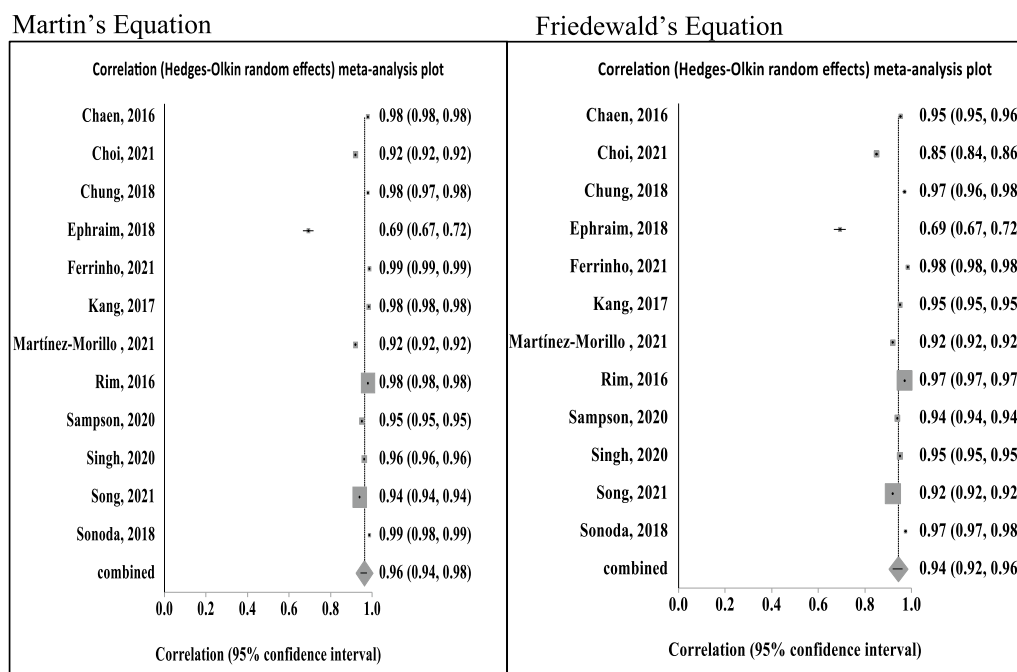 Martin's Equation
Correlation (Hedges-Olkin random effects) meta-analysis plot
Chaen, 2016 0.98 (0.98, 0.98)
Choi, 2021 0.92 (0.92, 0.92)
Chung, 2018 0.98 (0.97, 0.98)
Ephraim, 2018 0.69 (0.67, 0.72)
Ferrinho, 2021 0.99 (0.99, 0.99)
Kang, 2017 0.98 (0.98, 0.98)
Martínez-Morillo , 2021 0.92 (0.92, 0.92)
Rim, 2016 0.98 (0.98, 0.98)
Sampson, 2020 0.95 (0.95, 0.95)
Singh, 2020 0.96 (0.96, 0.96)
Song, 2021 0.94 (0.94, 0.94)
Sonoda, 2018 0.99 (0.98, 0.99)
combined 0.96 (0.94, 0.98)
0.0 0.2 0.4 0.6 0.8 1.0
Correlation (95% confidence interval)
Friedewald's Equation
Correlation (Hedges-Olkin random effects) meta-analysis plot
Chaen, 2016 0.95 (0.95, 0.96
Choi, 2021 0.85 (0.84, 0.86
Chung, 2018 0.97 (0.96, 0.98
Ephraim, 2018 0.69 (0.67, 0.72
Ferrinho, 2021 0.98 (0.98, 0.98
Kang, 2017 0.95 (0.95, 0.95
Martínez-Morillo , 2021 0.92 (0.92, 0.92
Rim, 2016 0.97 (0.97, 0.97
Sampson, 2020 0.94 (0.94, 0.94
Singh, 2020 0.95 (0.95, 0.95
Song, 2021 0.92 (0.92, 0.92
Sonoda, 2018 0.97 (0.97, 0.98
combined 0.94 (0.92, 0.96
0.0 0.2 0.4 0.6 0.8 1.0
Correlation (95% confidence interval)